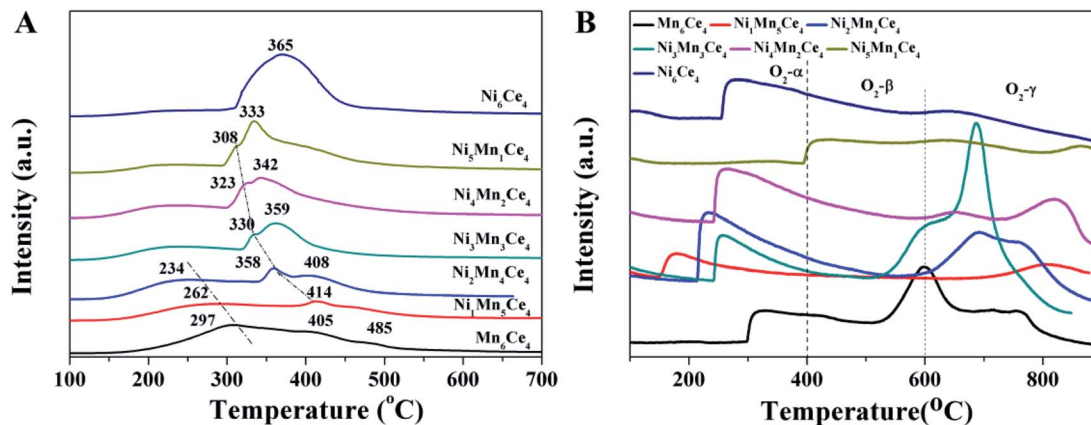 A
365
Ni₆Ce₄
333
308
Ni₅Mn₁Ce₄
342
323
Ni₄Mn₂Ce₄
359
330
Ni₃Mn₃Ce₄
234
358
408
Ni₂Mn₄Ce₄
262
414
Ni₁Mn₅Ce₄
297
405
485
Mn₆Ce₄
Intensity (a.u.)
100 200 300 400 500 600 700
Temperature (°C)
B
Mn₆Ce₄ Ni₁Mn₅Ce₄ Ni₂Mn₄Ce₄
Ni₃Mn₃Ce₄ Ni₄Mn₂Ce₄ Ni₅Mn₁Ce₄
Ni₆Ce₄
O₂-α
O₂-β
O₂-γ
Intensity (a.u.)
200 400 600 800
Temperature(°C)